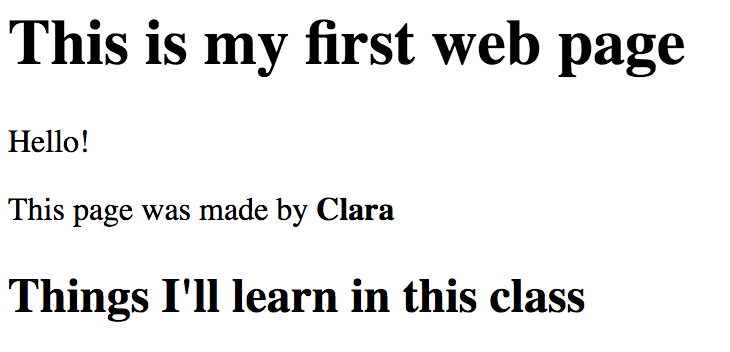 This is my first web page
Hello!
This page was made by Clara
Things I'll learn in this class